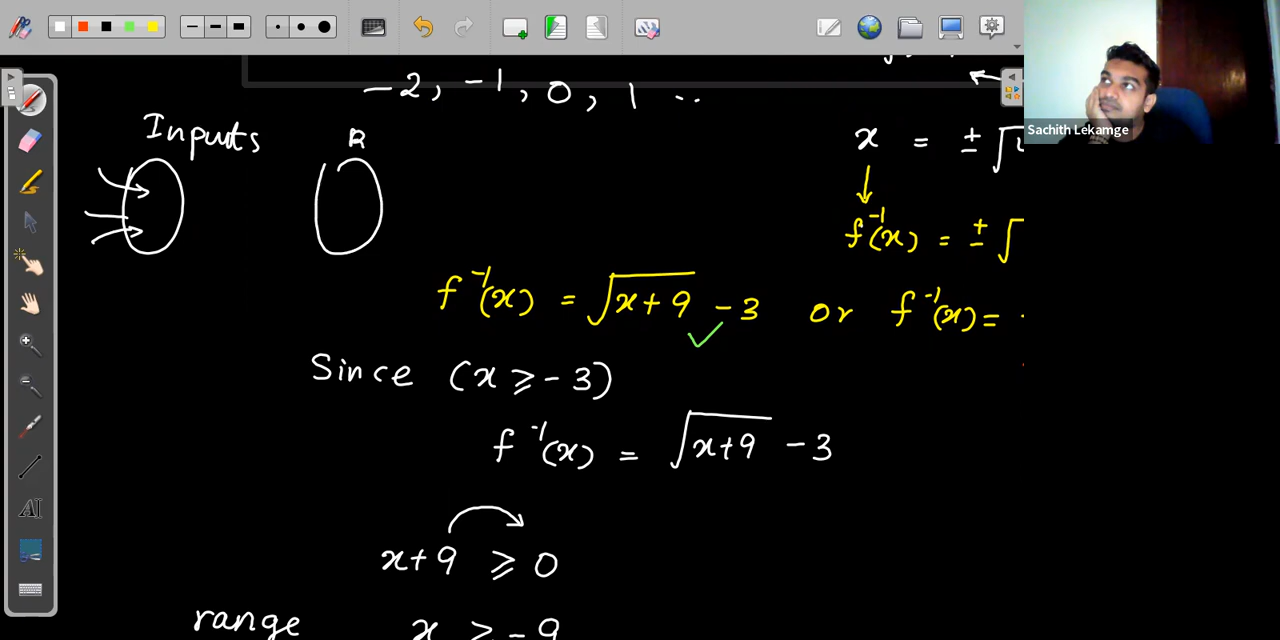 -2, -1, 0, 1 ..
Inputs R
Sachith Lekamge
x = ± √
f⁻¹(x) = ± √
f⁻¹(x) = √(x+9) - 3 or f⁻¹(x) =
Since (x ≥ -3)
f⁻¹(x) = √(x+9) - 3
x+9 ≥ 0
range x ≥ -9
AI